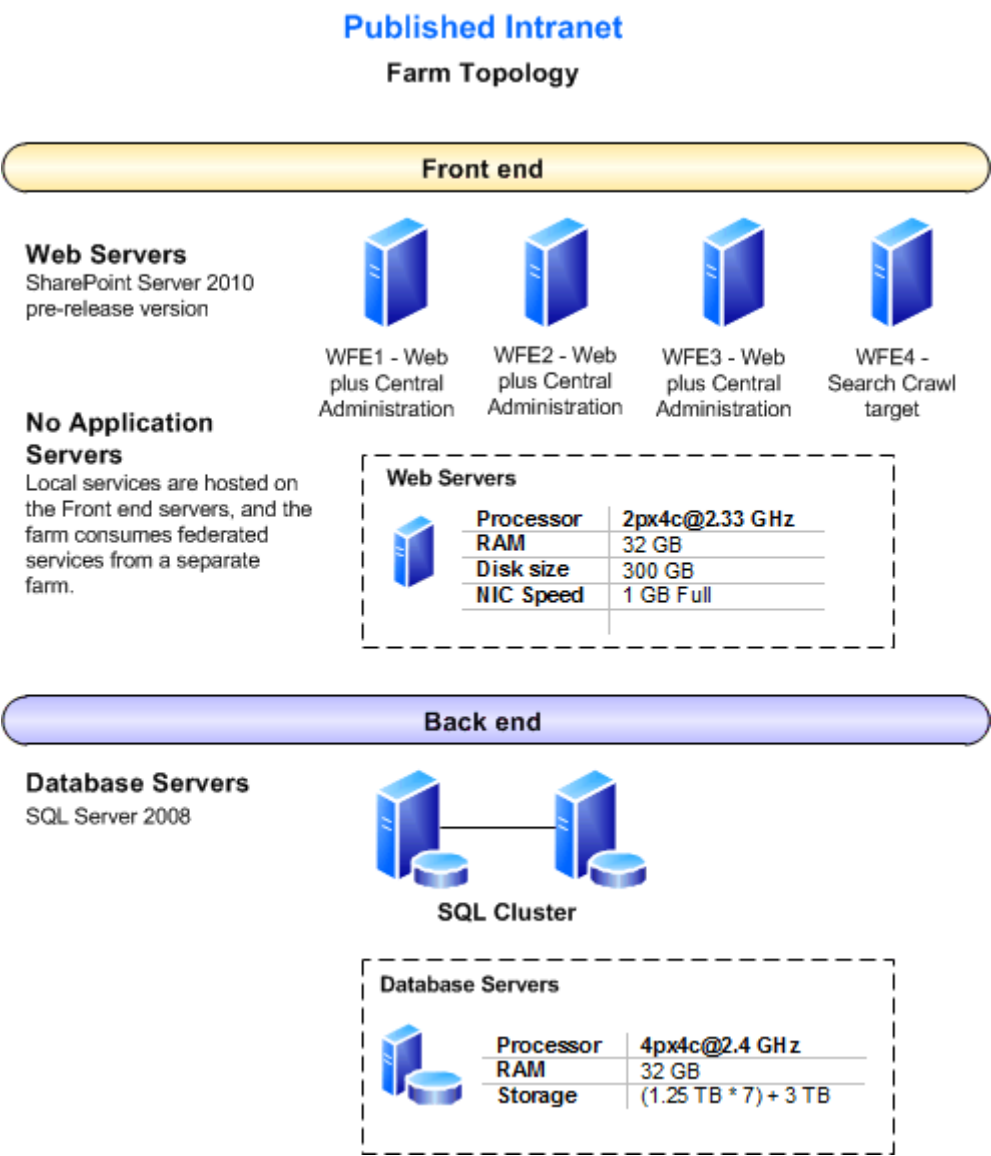 Published Intranet
Farm Topology
Front end
Web Servers
SharePoint Server 2010
pre-release version
WFE1 - Web
plus Central
Administration
WFE2 - Web
plus Central
Administration
WFE3 - Web
plus Central
Administration
WFE4 -
Search Crawl
target
No Application
Servers
Local services are hosted on
the Front end servers, and the
farm consumes federated
services from a separate
farm.
Web Servers
Processor 2px4c@2.33 GHz
RAM 32 GB
Disk size 300 GB
NIC Speed 1 GB Full
Back end
Database Servers
SQL Server 2008
SQL Cluster
Database Servers
Processor 4px4c@2.4 GHz
RAM 32 GB
Storage (1.25 TB * 7) + 3 TB